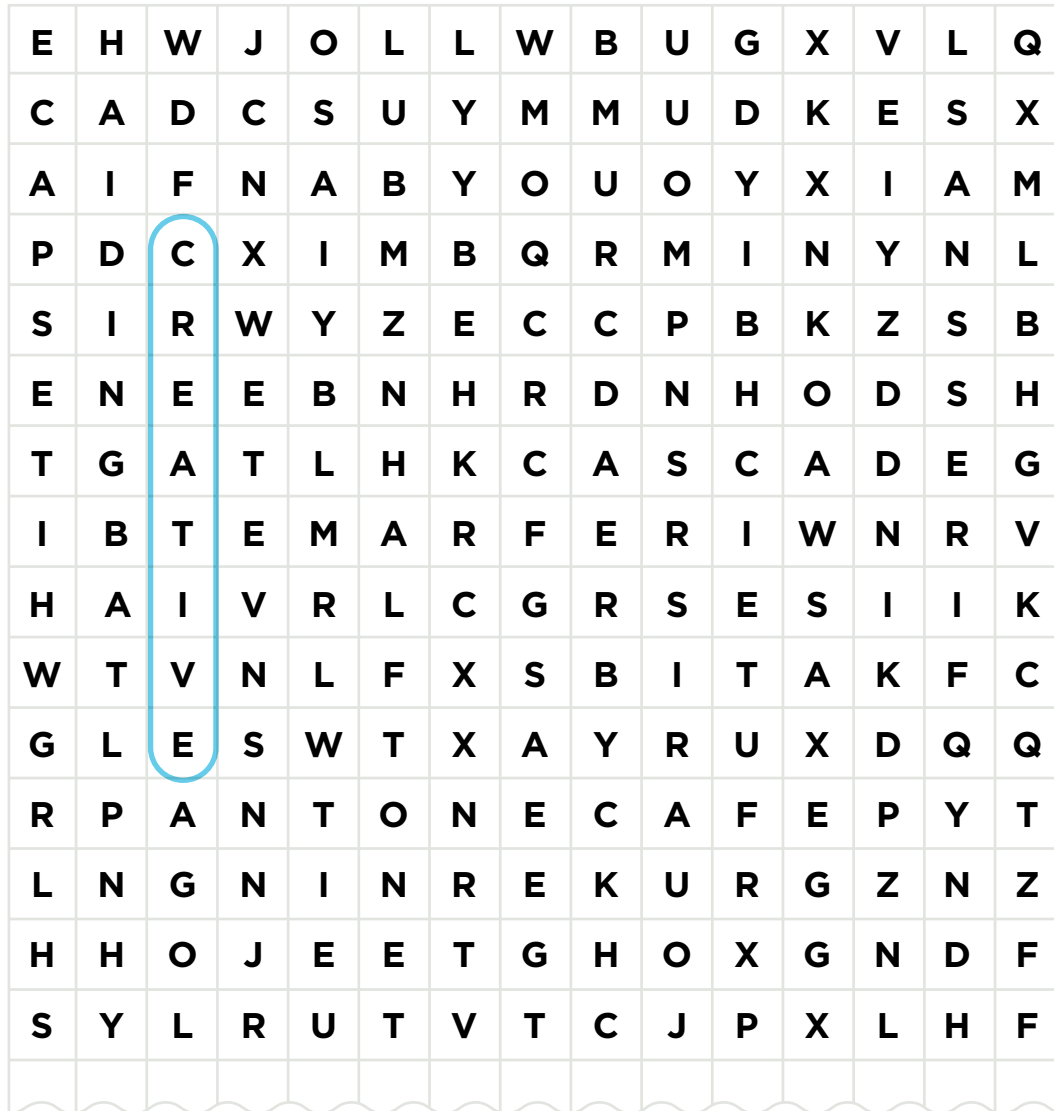 E H W J O L L W B U G X V L Q
C A D C S U Y M M U D K E S X
A I F N A B Y O U O Y X I A M
P D C X I M B Q R M I N Y N L
S I R W Y Z E C C P B K Z S B
E N E E B N H R D N H O D S H
T G A T L H K C A S C A D E G
I B T E M A R F E R I W N R V
H A I V R L C G R S E S I I K
W T V N L F X S B I T A K F C
G L E S W T X A Y R U X D Q Q
R P A N T O N E C A F E P Y T
L N G N I N R E K U R G Z N Z
H H O J E E T G H O X G N D F
S Y L R U T V T C J P X L H F